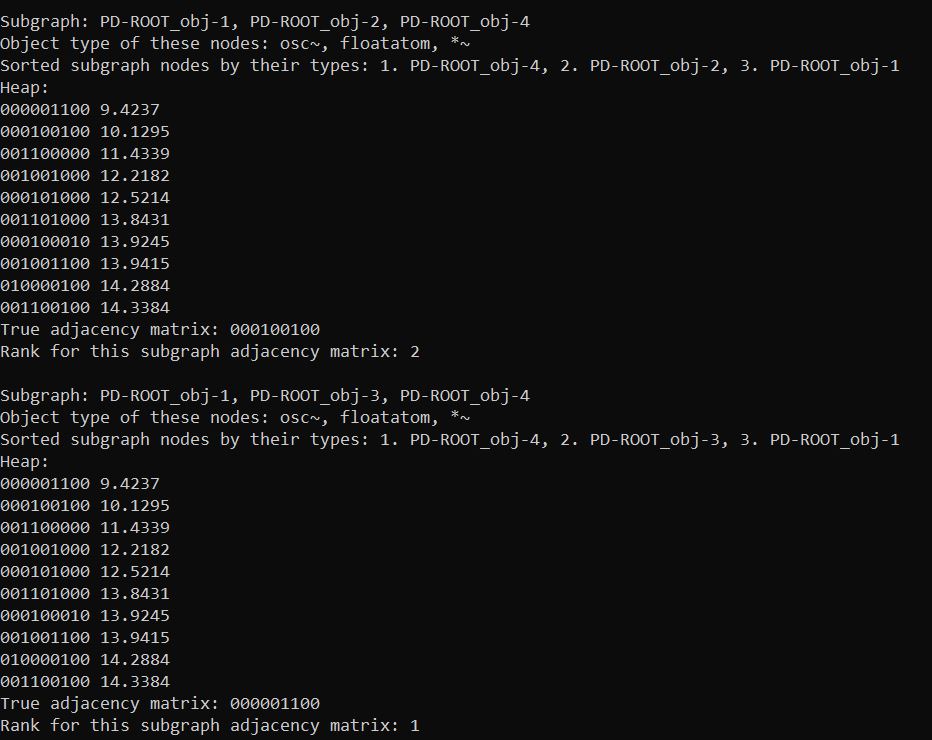 Subgraph: PD-ROOT_obj-1, PD-ROOT_obj-2, PD-ROOT_obj-4
Object type of these nodes: osc~, floatatom, *~
Sorted subgraph nodes by their types: 1. PD-ROOT_obj-4, 2. PD-ROOT_obj-2, 3. PD-ROOT_obj-1
Heap:
000001100 9.4237
000100100 10.1295
001100000 11.4339
001001000 12.2182
000101000 12.5214
001101000 13.8431
000100010 13.9245
001001100 13.9415
010000100 14.2884
001100100 14.3384
True adjacency matrix: 000100100
Rank for this subgraph adjacency matrix: 2

Subgraph: PD-ROOT_obj-1, PD-ROOT_obj-3, PD-ROOT_obj-4
Object type of these nodes: osc~, floatatom, *~
Sorted subgraph nodes by their types: 1. PD-ROOT_obj-4, 2. PD-ROOT_obj-3, 3. PD-ROOT_obj-1
Heap:
000001100 9.4237
000100100 10.1295
001100000 11.4339
001001000 12.2182
000101000 12.5214
001101000 13.8431
000100010 13.9245
001001100 13.9415
010000100 14.2884
001100100 14.3384
True adjacency matrix: 000001100
Rank for this subgraph adjacency matrix: 1